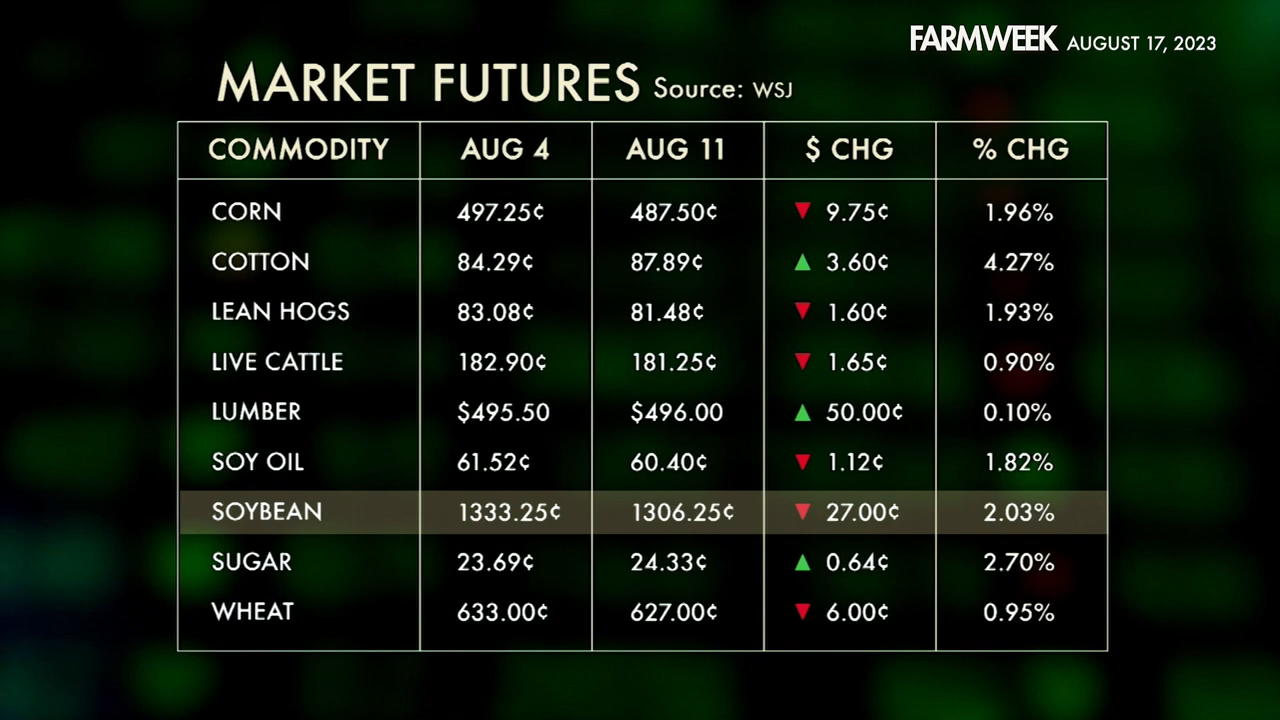 FARMWEEK AUGUST 17, 2023
MARKET FUTURES Source: WSJ
COMMODITY AUG 4 AUG 11 $ CHG % CHG
CORN 497.25¢ 487.50¢ ▼ 9.75¢ 1.96%
COTTON 84.29¢ 87.89¢ ▲ 3.60¢ 4.27%
LEAN HOGS 83.08¢ 81.48¢ ▼ 1.60¢ 1.93%
LIVE CATTLE 182.90¢ 181.25¢ ▼ 1.65¢ 0.90%
LUMBER $495.50 $496.00 ▲ 50.00¢ 0.10%
SOY OIL 61.52¢ 60.40¢ ▼ 1.12¢ 1.82%
SOYBEAN 1333.25¢ 1306.25¢ ▼ 27.00¢ 2.03%
SUGAR 23.69¢ 24.33¢ ▲ 0.64¢ 2.70%
WHEAT 633.00¢ 627.00¢ ▼ 6.00¢ 0.95%